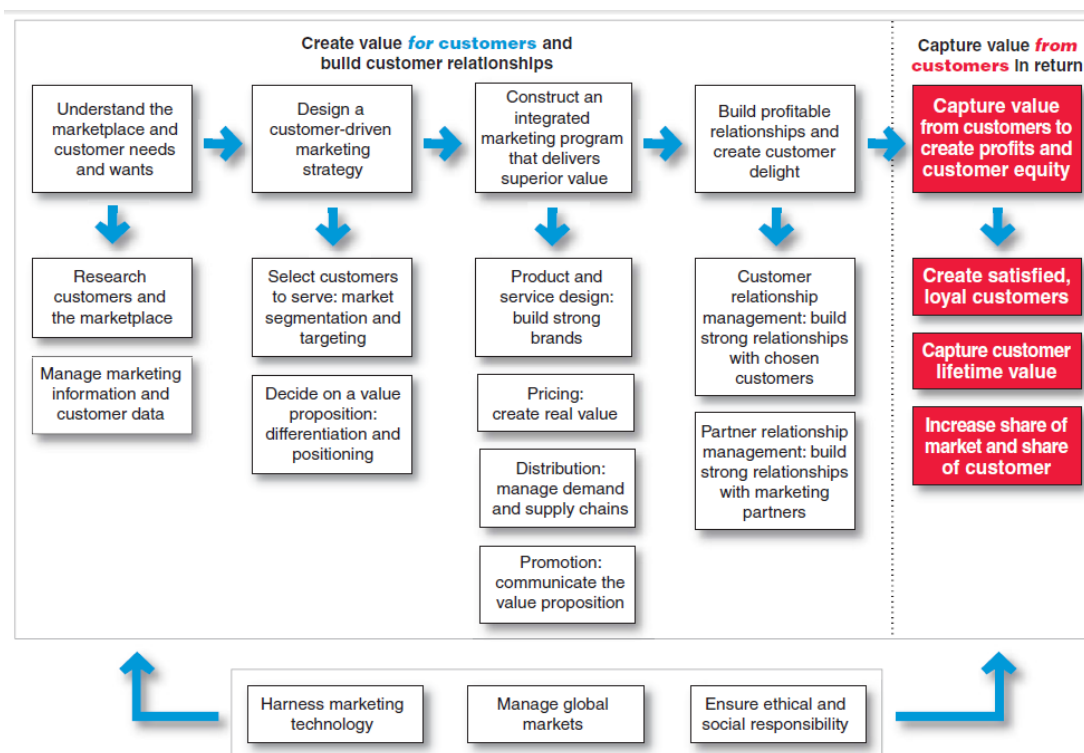 Create value for customers and
build customer relationships
Capture value from
customers in return
Understand the
marketplace and
customer needs
and wants
Design a
customer-driven
marketing
strategy
Construct an
integrated
marketing program
that delivers
superior value
Build profitable
relationships and
create customer
delight
Capture value
from customers to
create profits and
customer equity
Research
customers and
the marketplace
Manage marketing
information and
customer data
Select customers
to serve: market
segmentation and
targeting
Decide on a value
proposition:
differentiation and
positioning
Product and
service design:
build strong
brands
Pricing:
create real value
Distribution:
manage demand
and supply chains
Promotion:
communicate the
value proposition
Customer
relationship
management: build
strong relationships
with chosen
customers
Partner relationship
management: build
strong relationships
with marketing
partners
Create satisfied,
loyal customers
Capture customer
lifetime value
Increase share of
market and share
of customer
Harness marketing
technology
Manage global
markets
Ensure ethical and
social responsibility